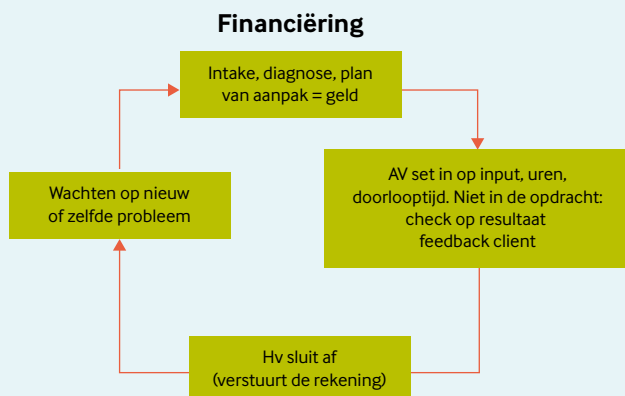 Financiëring
Intake, diagnose, plan
van aanpak = geld
AV set in op input, uren,
doorlooptijd. Niet in de opdracht:
check op resultaat
feedback client
Wachten op nieuw
of zelfde probleem
Hv sluit af
(verstuurt de rekening)